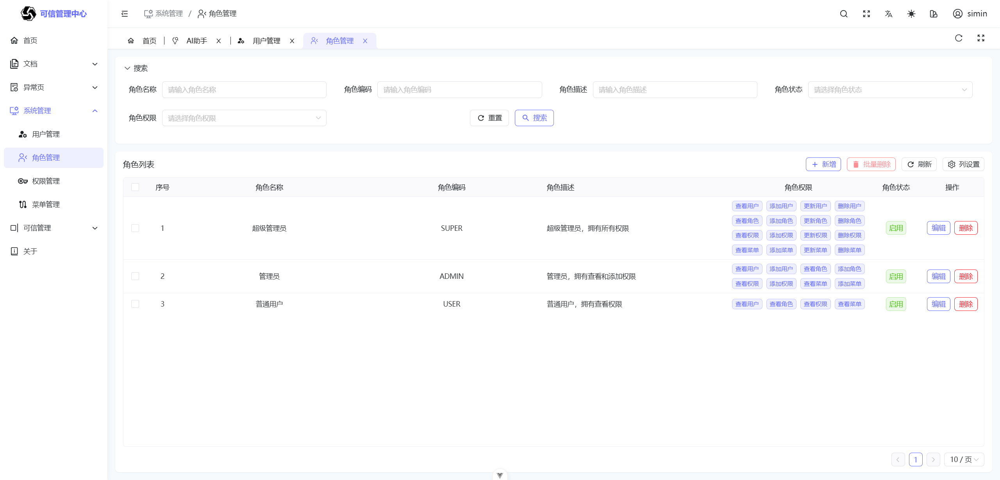 可信管理中心
首页
文档
异常页
系统管理
用户管理
角色管理
权限管理
菜单管理
可信管理
关于
系统管理 / 角色管理
simin
首页 AI助手 用户管理 角色管理
搜索
角色名称 请输入角色名称 角色编码 请输入角色编码 角色描述 请输入角色描述 角色状态 请选择角色状态
角色权限 请选择角色权限 重置 搜索
角色列表 新增 批量删除 刷新 列设置
序号 角色名称 角色编码 角色描述 角色权限 角色状态 操作
查看用户 添加用户 更新用户 删除用户
查看角色 添加角色 更新角色 删除角色
1 超级管理员 SUPER 超级管理员，拥有所有权限 启用 编辑 删除
查看权限 添加权限 更新权限 删除权限
查看菜单 添加菜单 更新菜单 删除菜单
查看用户 添加用户 查看角色 添加角色
2 管理员 ADMIN 管理员，拥有查看和添加权限 启用 编辑 删除
查看权限 添加权限 查看菜单 添加菜单
3 普通用户 USER 普通用户，拥有查看权限 查看用户 查看角色 查看权限 查看菜单 启用 编辑 删除
1 10 / 页